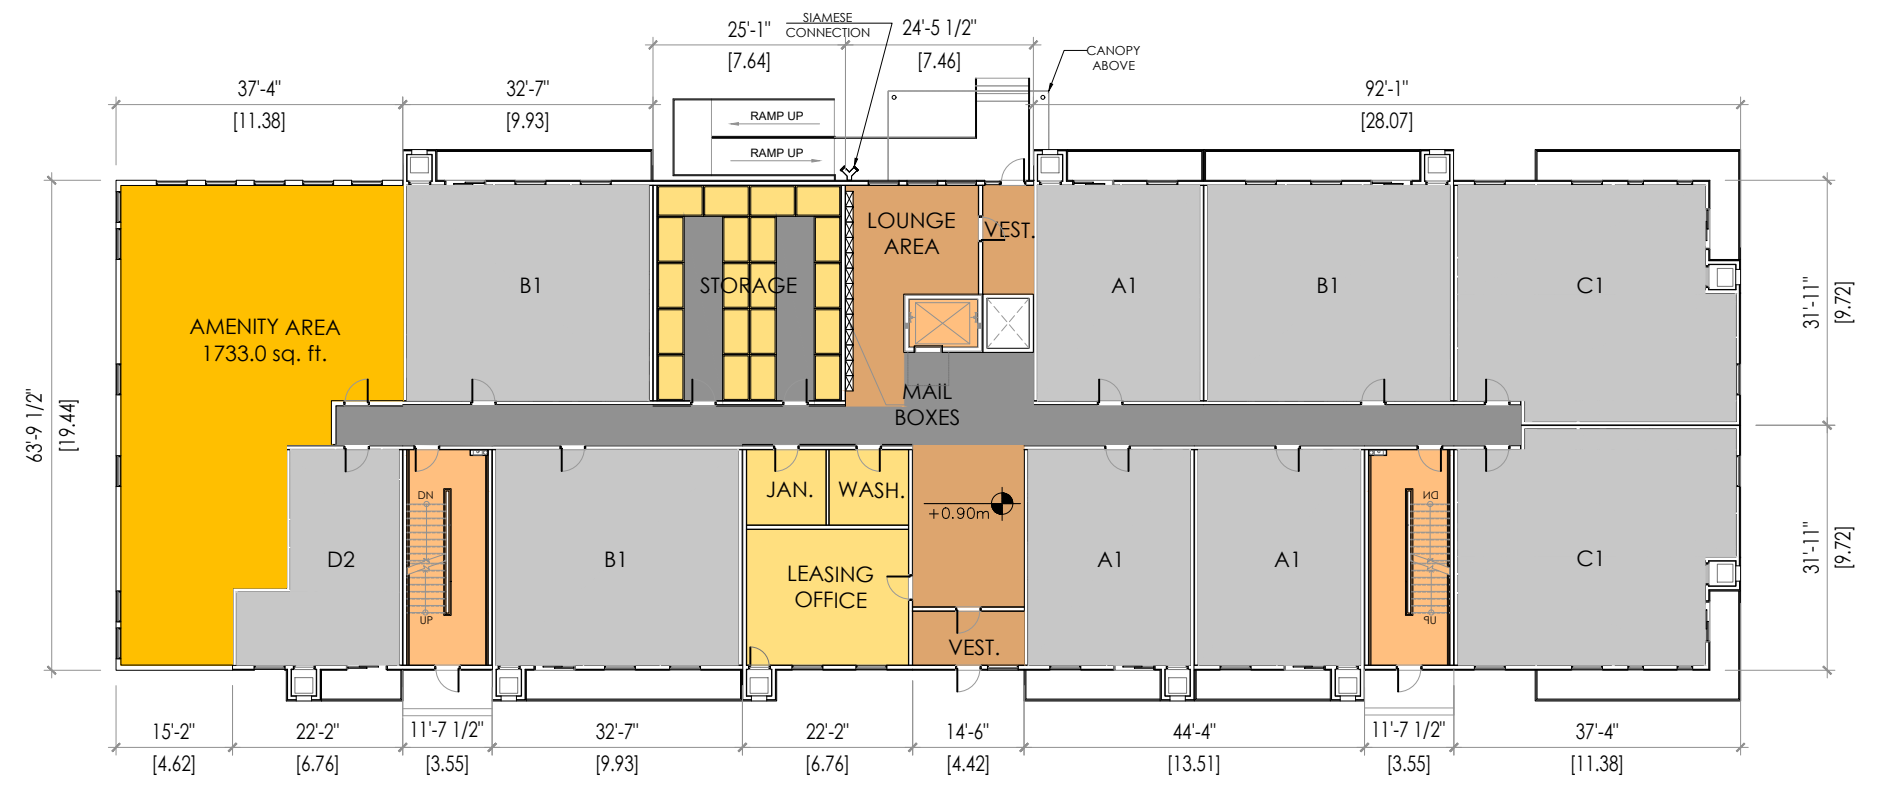 SIAMESE
CONNECTION
25'-1"
[7.64]
24'-5 1/2"
[7.46]
CANOPY
ABOVE
37'-4"
[11.38]
32'-7"
[9.93]
92'-1"
[28.07]
RAMP UP
RAMP UP
AMENITY AREA
1733.0 sq. ft.
B1
STORAGE
LOUNGE
AREA
VEST.
A1
B1
C1
31'-11"
[9.72]
63'-9 1/2"
[19.44]
MAIL
BOXES
D2
DN
UP
B1
JAN.
WASH.
LEASING
OFFICE
+0.90m
VEST.
A1
A1
DN
UP
C1
31'-11"
[9.72]
15'-2"
[4.62]
22'-2"
[6.76]
11'-7 1/2"
[3.55]
32'-7"
[9.93]
22'-2"
[6.76]
14'-6"
[4.42]
44'-4"
[13.51]
11'-7 1/2"
[3.55]
37'-4"
[11.38]